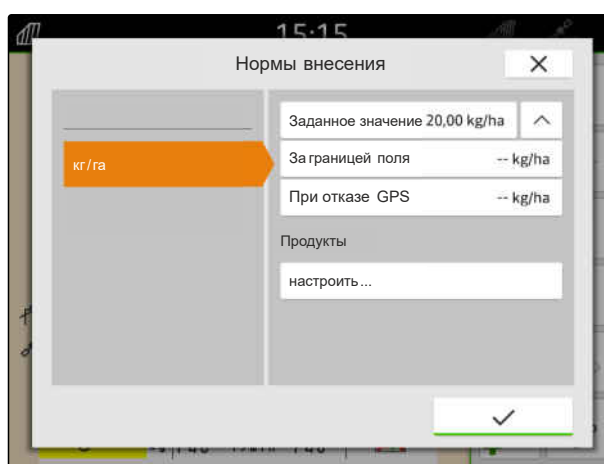 15:15
Нормы внесения
Заданное значение 20,00 kg/ha
кг/га
За границей поля -- kg/ha
При отказе GPS -- kg/ha
Продукты
настроить...